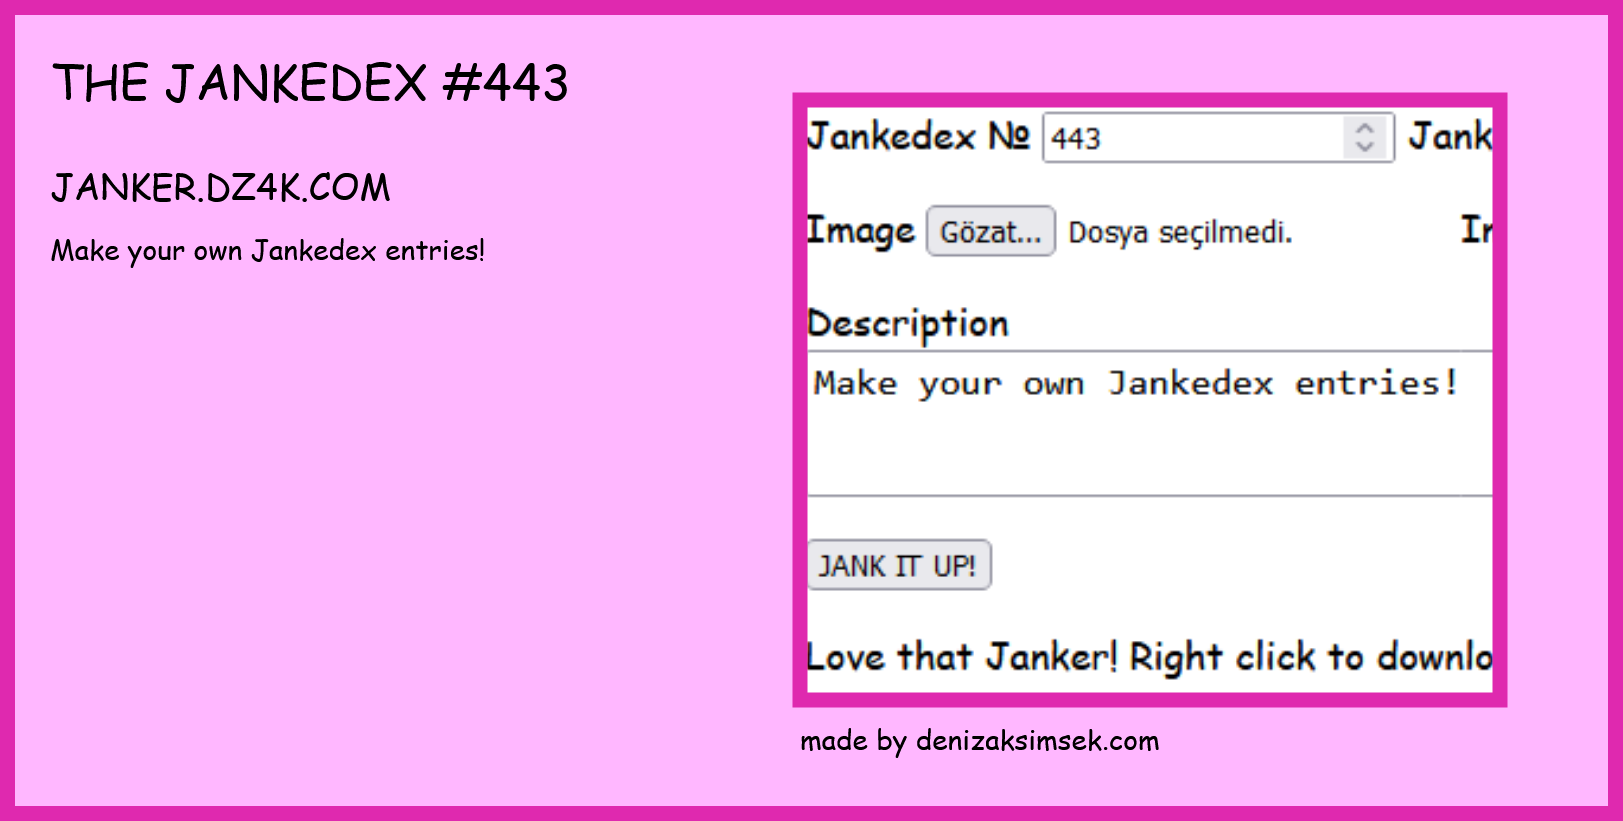 THE JANKEDEX #443
JANKER.DZ4K.COM
Make your own Jankedex entries!
Jankedex № 443 Jank
Image Gözat... Dosya seçilmedi.
Description
Make your own Jankedex entries!
JANK IT UP!
Love that Janker! Right click to downlo
made by denizaksimsek.com